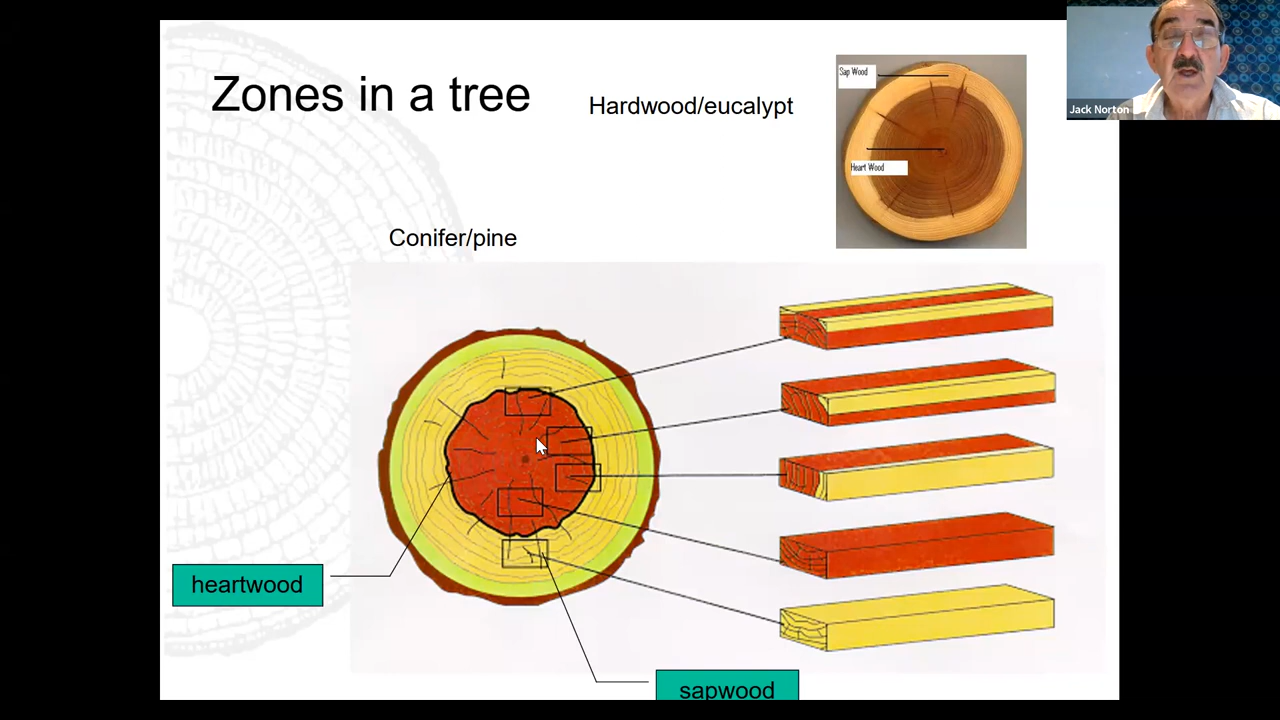 Zones in a tree
Hardwood/eucalypt
Sap Wood
Heart Wood
Jack Norton
Conifer/pine
heartwood
sapwood